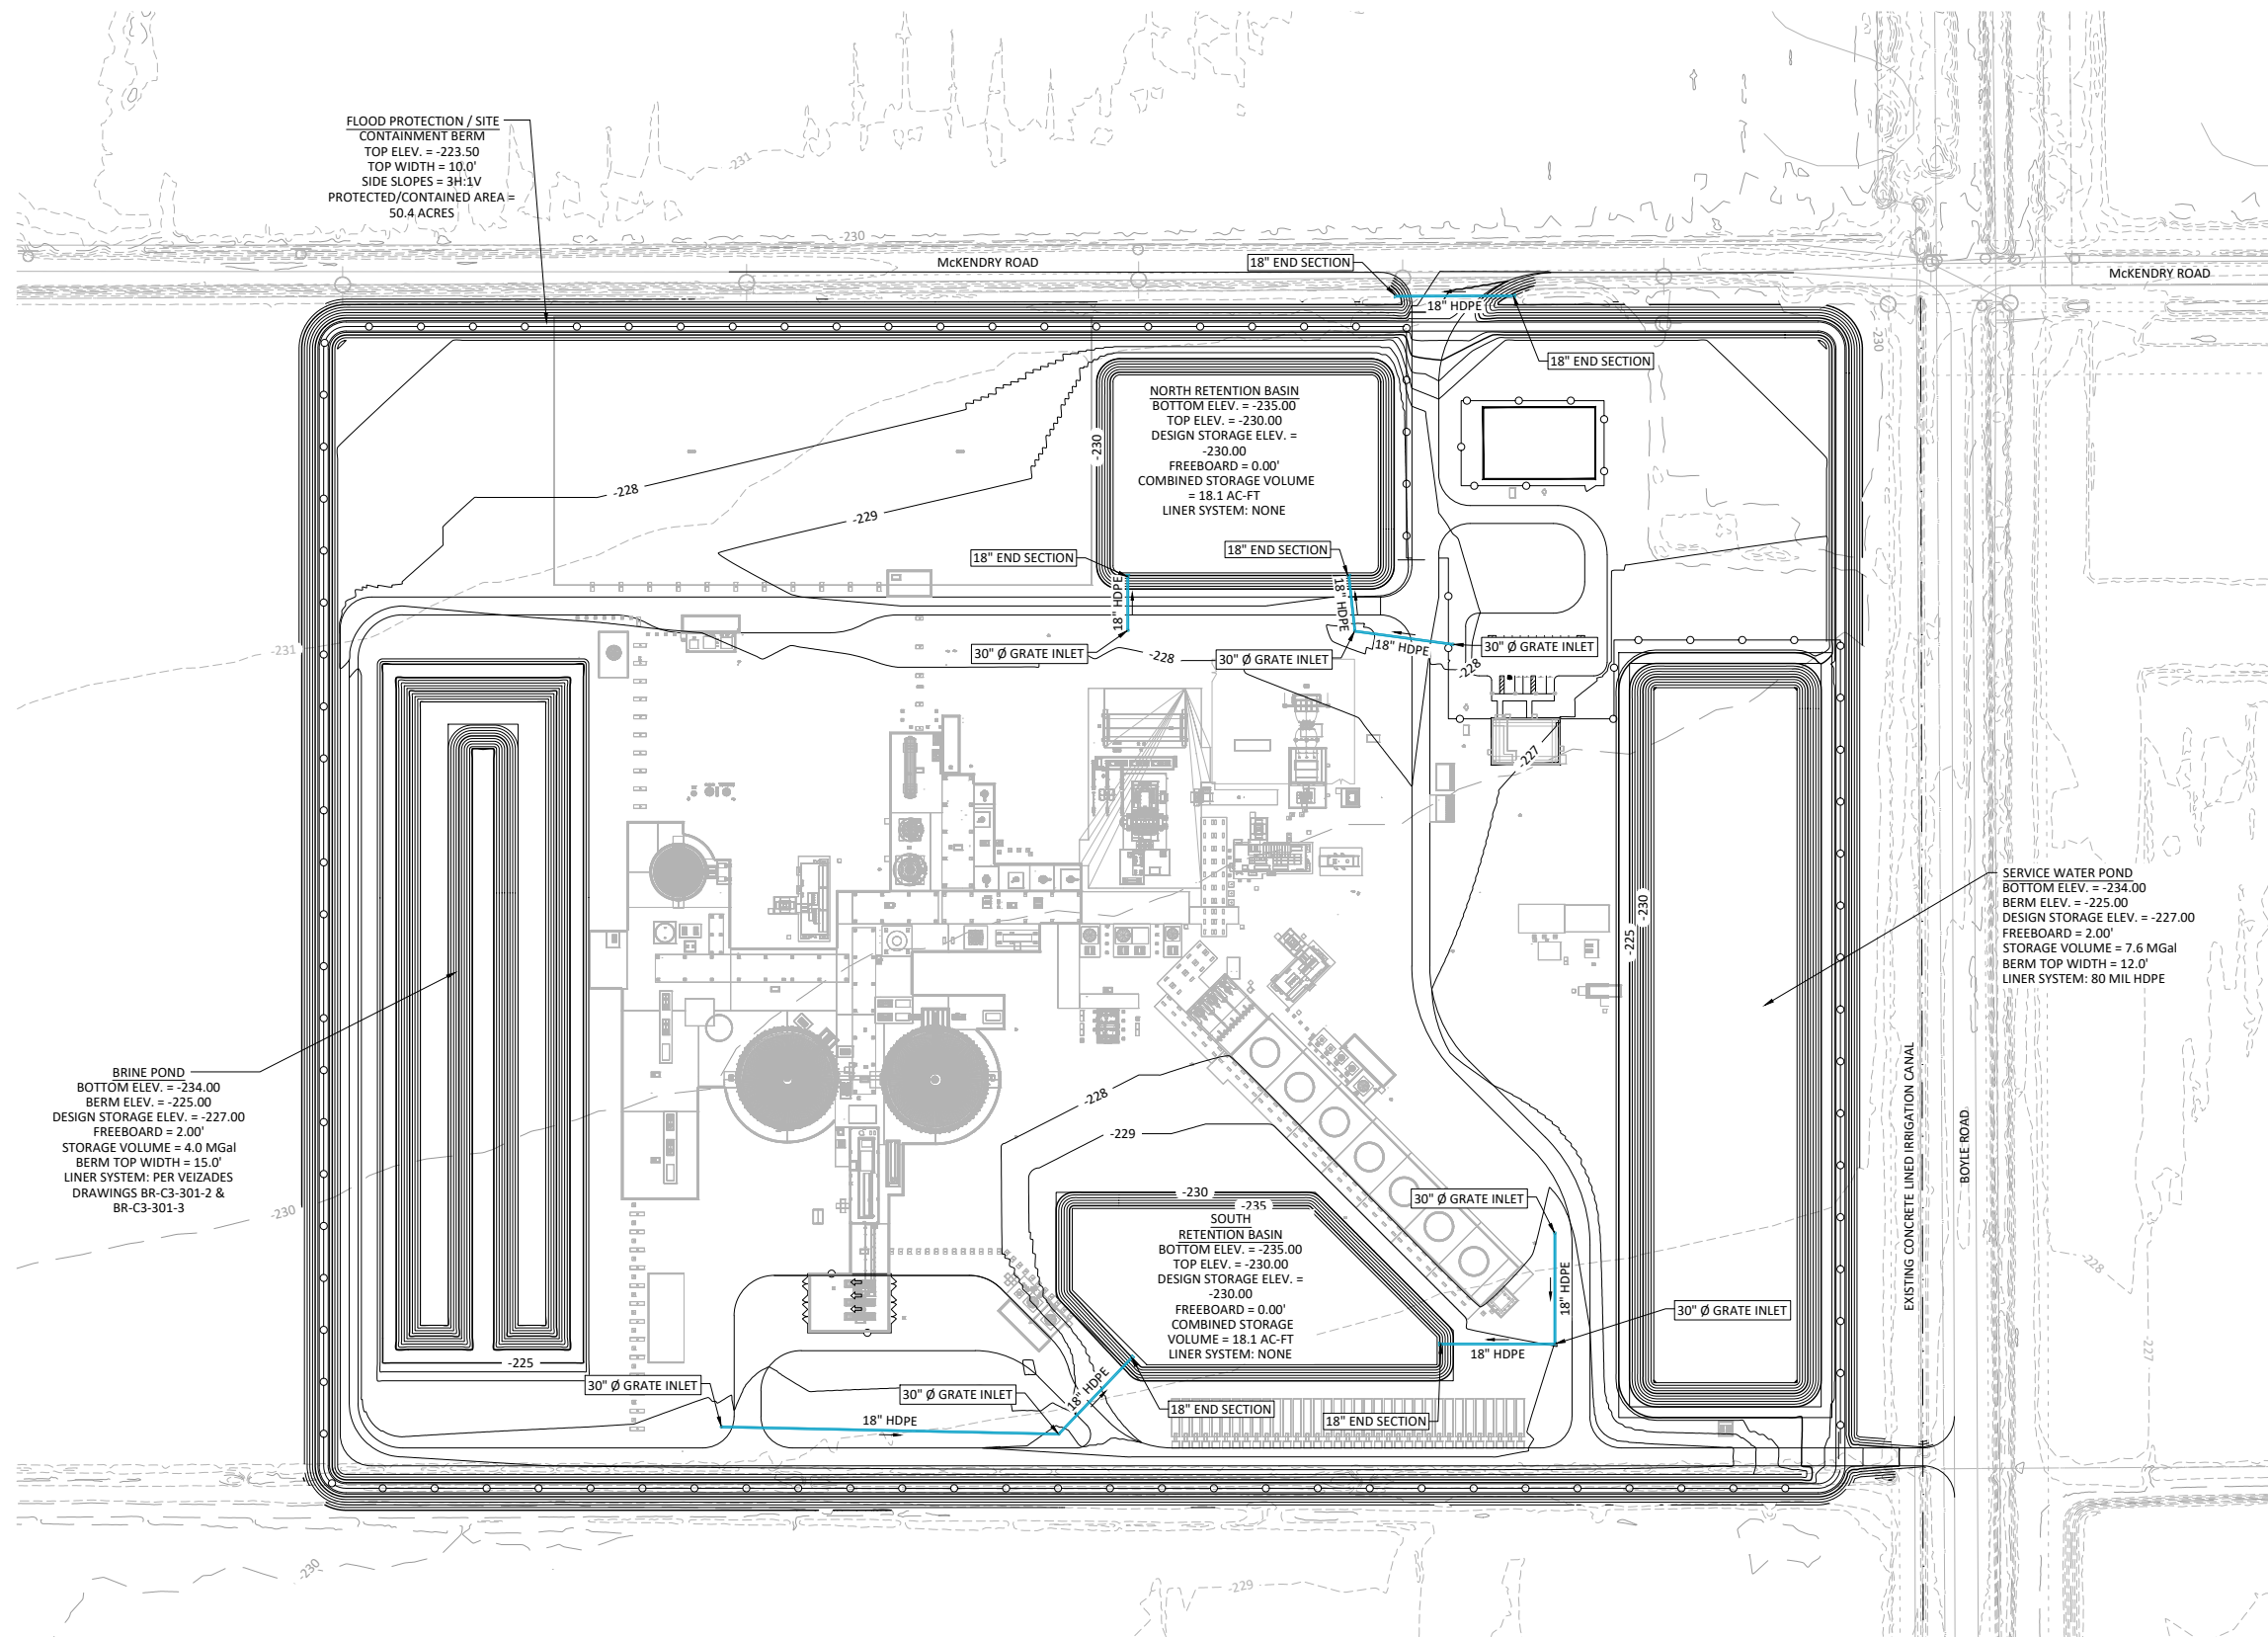 FLOOD PROTECTION / SITE
CONTAINMENT BERM
TOP ELEV. = -223.50
TOP WIDTH = 10.0'
SIDE SLOPES = 3H:1V
PROTECTED/CONTAINED AREA =
50.4 ACRES
-231
-230
McKENDRY ROAD
18" END SECTION
McKENDRY ROAD
18" HDPE
18" END SECTION
-230
NORTH RETENTION BASIN
BOTTOM ELEV. = -235.00
TOP ELEV. = -230.00
DESIGN STORAGE ELEV. =
-230.00
FREEBOARD = 0.00'
COMBINED STORAGE VOLUME
= 18.1 AC-FT
LINER SYSTEM: NONE
-230
-228
-229
18" END SECTION
18" END SECTION
18" HDPE
18" HDPE
30" Ø GRATE INLET
-228
30" Ø GRATE INLET
18" HDPE
30" Ø GRATE INLET
-228
-231
-227
SERVICE WATER POND
BOTTOM ELEV. = -234.00
BERM ELEV. = -225.00
DESIGN STORAGE ELEV. = -227.00
FREEBOARD = 2.00'
STORAGE VOLUME = 7.6 MGal
BERM TOP WIDTH = 12.0'
LINER SYSTEM: 80 MIL HDPE
-230
-225
EXISTING CONCRETE LINED IRRIGATION CANAL
BOYLE ROAD
BRINE POND
BOTTOM ELEV. = -234.00
BERM ELEV. = -225.00
DESIGN STORAGE ELEV. = -227.00
FREEBOARD = 2.00'
STORAGE VOLUME = 4.0 MGal
BERM TOP WIDTH = 15.0'
LINER SYSTEM: PER VEIZADES
DRAWINGS BR-C3-301-2 &
BR-C3-301-3
-230
-228
-229
-230
-235
SOUTH
RETENTION BASIN
BOTTOM ELEV. = -235.00
TOP ELEV. = -230.00
DESIGN STORAGE ELEV. =
-230.00
FREEBOARD = 0.00'
COMBINED STORAGE
VOLUME = 18.1 AC-FT
LINER SYSTEM: NONE
30" Ø GRATE INLET
18" HDPE
30" Ø GRATE INLET
18" HDPE
-228
-227
-225
30" Ø GRATE INLET
30" Ø GRATE INLET
18" HDPE
18" HDPE
18" END SECTION
18" END SECTION
-230
-229